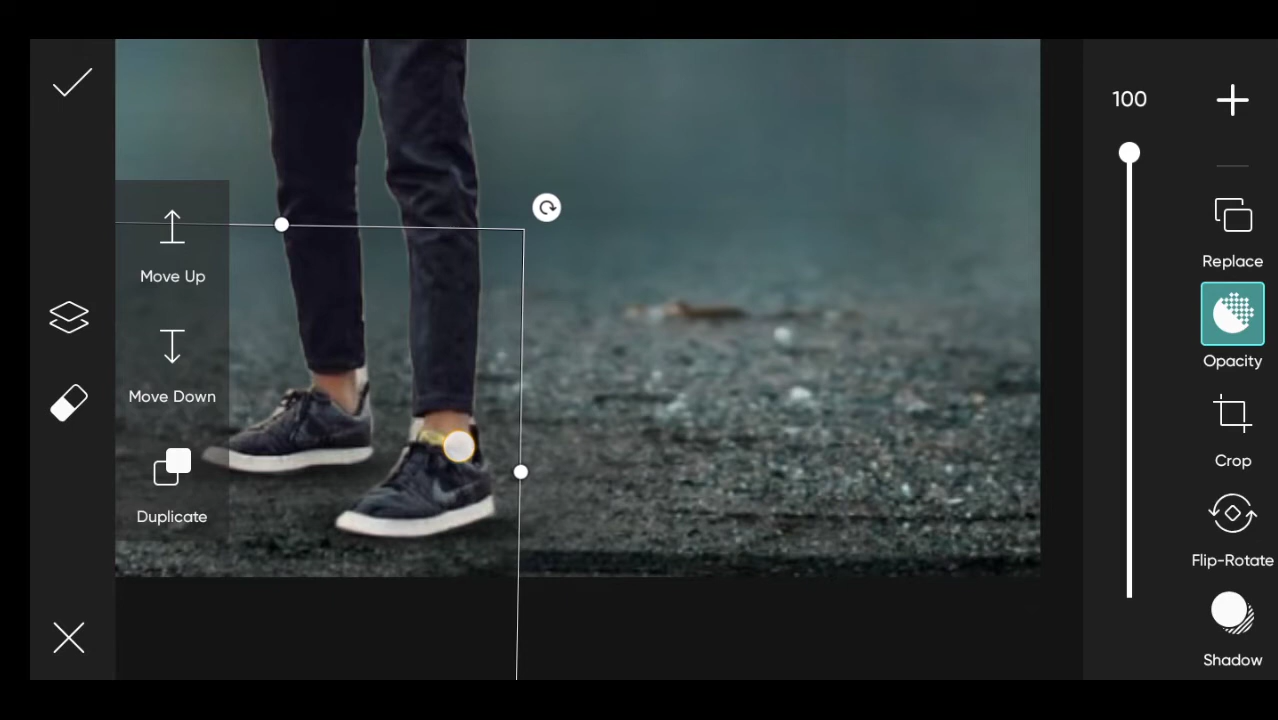 Move Up
Move Down
Duplicate
100
Replace
Opacity
Crop
Flip-Rotate
Shadow